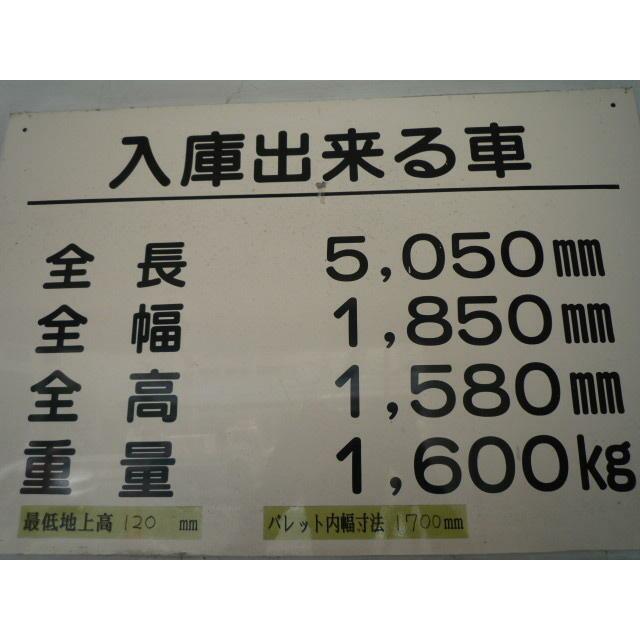 入庫出来る車
全長 5,050㎜
全幅 1,850㎜
全高 1,580㎜
重量 1,600㎏
最低地上高 120 mm パレット内幅寸法 1700mm